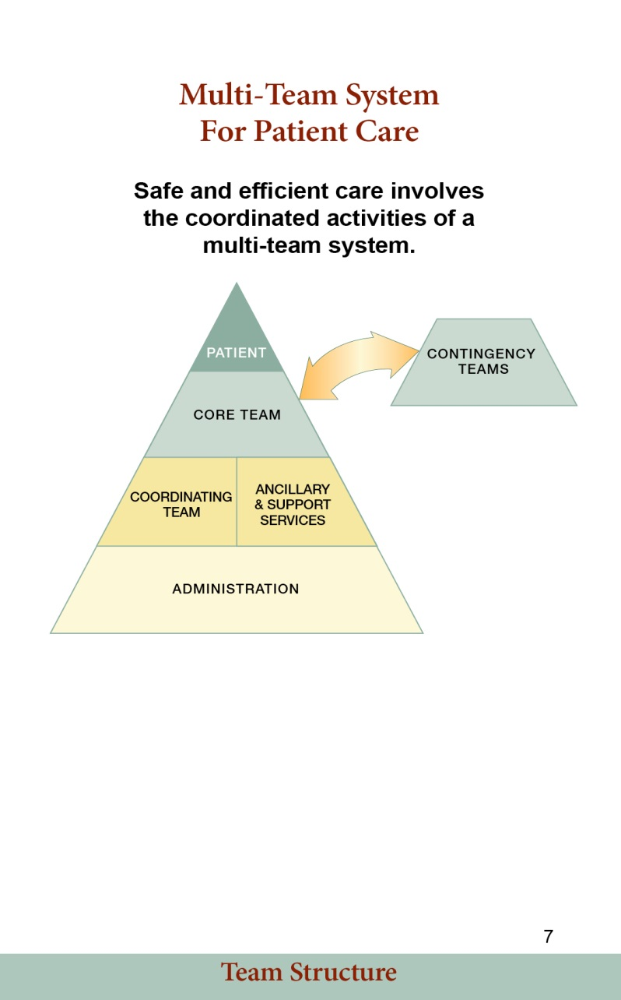 Multi-Team System
For Patient Care
Safe and efficient care involves
the coordinated activities of a
multi-team system.
PATIENT
CONTINGENCY
TEAMS
CORE TEAM
COORDINATING
TEAM
ANCILLARY
& SUPPORT
SERVICES
ADMINISTRATION
7
Team Structure